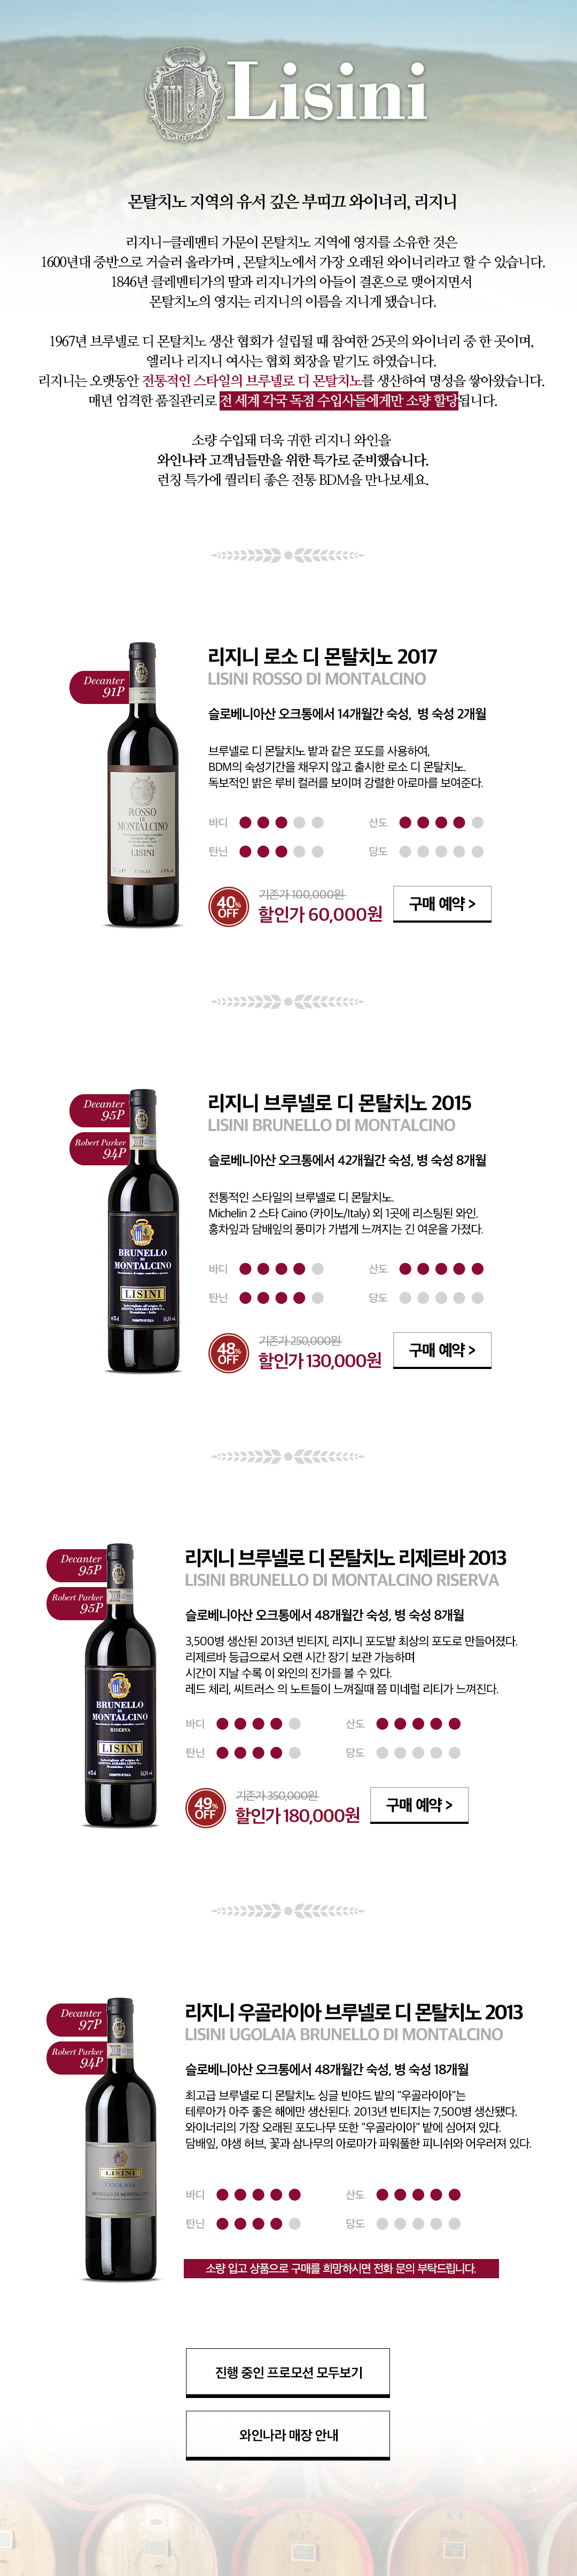 Lisini
몬탈치노 지역의 유서 깊은 부띠끄 와이너리, 리지니
리지니-클레멘티 가문이 몬탈치노 지역에 영지를 소유한 것은
1600년대 중반으로 거슬러 올라가며 , 몬탈치노에서 가장 오래된 와이너리라고 할 수 있습니다.
1846년 클레멘티가의 딸과 리지니가의 아들이 결혼으로 맺어지면서
몬탈치노의 영지는 리지니의 이름을 지니게 됐습니다.
1967년 브루넬로 디 몬탈치노 생산 협회가 설립될 때 참여한 25곳의 와이너리 중 한 곳이며,
엘리나 리지니 여사는 협회 회장을 맡기도 하였습니다.
리지니는 오랫동안 전통적인 스타일의 브루넬로 디 몬탈치노를 생산하여 명성을 쌓아왔습니다.
매년 엄격한 품질관리로 전 세계 각국 독점 수입사들에게만 소량 할당됩니다.
소량 수입돼 더욱 귀한 리지니 와인을
와인나라 고객님들만을 위한 특가로 준비했습니다.
런칭 특가에 퀄리티 좋은 전통 BDM을 만나보세요.
리지니 로소 디 몬탈치노 2017
LISINI ROSSO DI MONTALCINO
Decanter
91P
슬로베니아산 오크통에서 14개월간 숙성,  병 숙성 2개월
브루넬로 디 몬탈치노 밭과 같은 포도를 사용하여,
BDM의 숙성기간을 채우지 않고 출시한 로소 디 몬탈치노.
독보적인 밝은 루비 컬러를 보이며 강렬한 아로마를 보여준다.
ROSSO
DI
MONTALCINO
LISINI
ITALIA
바디 산도
탄닌 당도
40% OFF
기존가 100,000원
할인가 60,000원
구매 예약 >
리지니 브루넬로 디 몬탈치노 2015
LISINI BRUNELLO DI MONTALCINO
Decanter
95P
Robert Parker
94P
슬로베니아산 오크통에서 42개월간 숙성, 병 숙성 8개월
전통적인 스타일의 브루넬로 디 몬탈치노.
Michelin 2 스타 Caino (카이노/Italy) 외 1곳에 리스팅된 와인.
홍차잎과 담배잎의 풍미가 가볍게 느껴지는 긴 여운을 가졌다.
BRUNELLO
DI
MONTALCINO
LISINI
바디 산도
탄닌 당도
48% OFF
기존가 250,000원
할인가 130,000원
구매 예약 >
리지니 브루넬로 디 몬탈치노 리제르바 2013
LISINI BRUNELLO DI MONTALCINO RISERVA
Decanter
95P
Robert Parker
95P
슬로베니아산 오크통에서 48개월간 숙성, 병 숙성 8개월
3,500병 생산된 2013년 빈티지, 리지니 포도밭 최상의 포도로 만들어졌다.
리제르바 등급으로서 오랜 시간 장기 보관 가능하며
시간이 지날 수록 이 와인의 진가를 볼 수 있다.
레드 체리, 씨트러스 의 노트들이 느껴질때 쯤 미네럴 리티가 느껴진다.
BRUNELLO
DI
MONTALCINO
RISERVA
LISINI
바디 산도
탄닌 당도
49% OFF
기존가 350,000원
할인가 180,000원
구매 예약 >
리지니 우골라이아 브루넬로 디 몬탈치노 2013
LISINI UGOLAIA BRUNELLO DI MONTALCINO
Decanter
97P
Robert Parker
94P
슬로베니아산 오크통에서 48개월간 숙성, 병 숙성 18개월
최고급 브루넬로 디 몬탈치노 싱글 빈야드 밭의 "우골라이아"는
테루아가 아주 좋은 해에만 생산된다. 2013년 빈티지는 7,500병 생산됐다.
와이너리의 가장 오래된 포도나무 또한 "우골라이아" 밭에 심어져 있다.
담배잎, 야생 허브, 꽃과 삼나무의 아로마가 파워풀한 피니쉬와 어우러져 있다.
LISINI
UGOLAIA
BRUNELLO DI MONTALCINO
바디 산도
탄닌 당도
소량 입고 상품으로 구매를 희망하시면 전화 문의 부탁드립니다.
진행 중인 프로모션 모두보기
와인나라 매장 안내